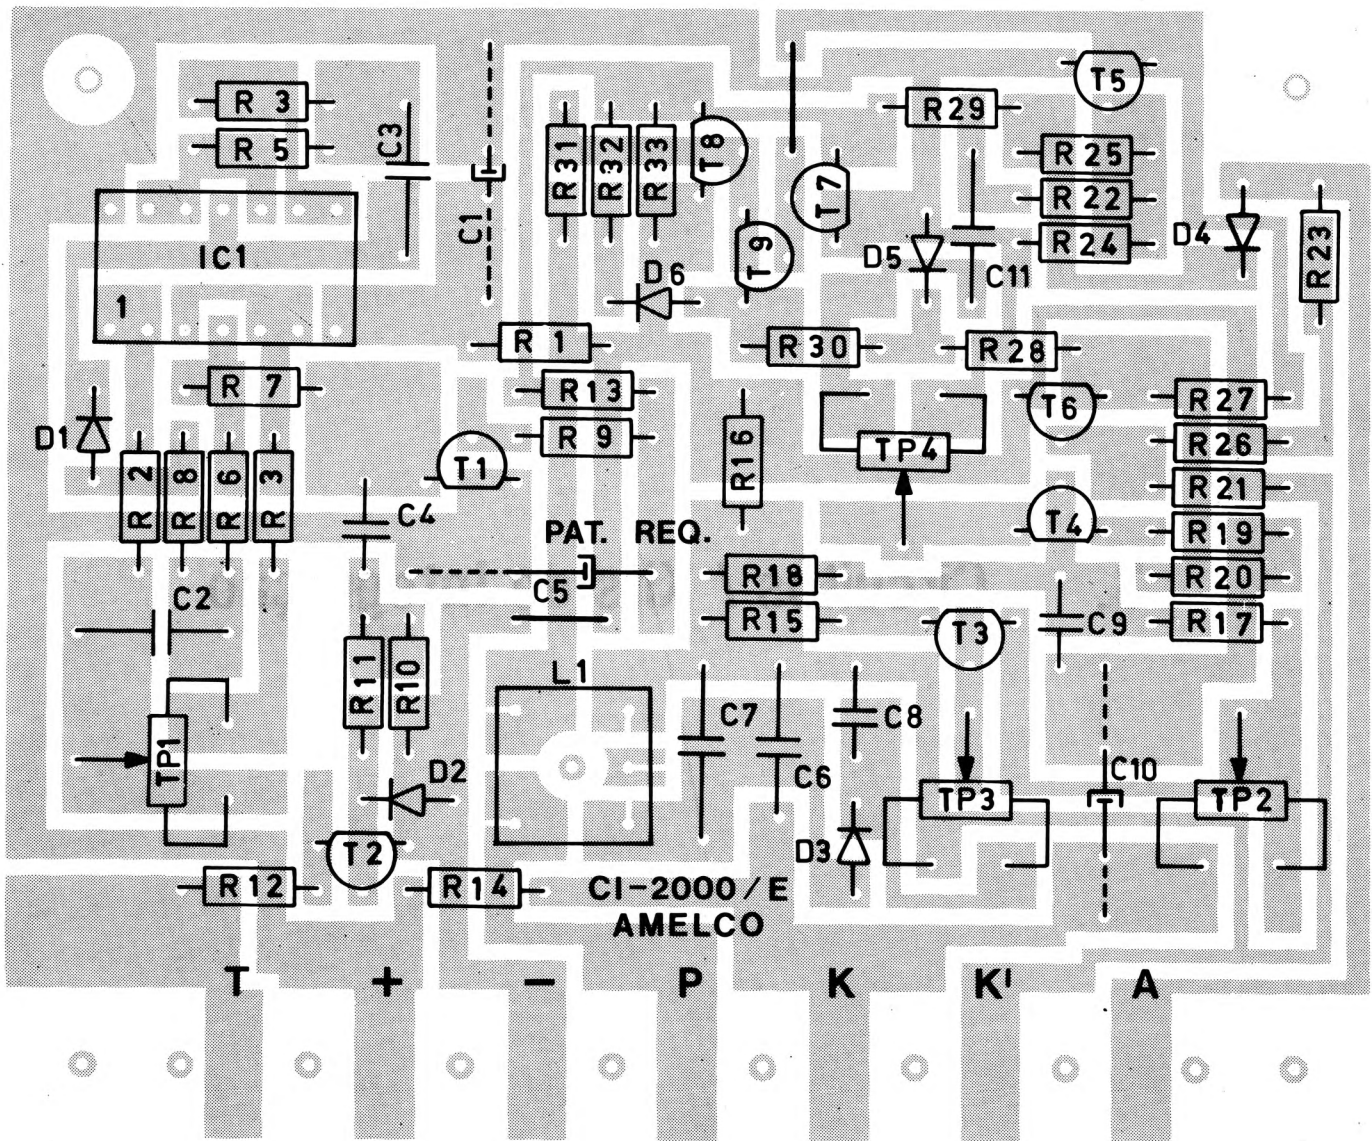 T5
R 3
R29
R 5
C3
R31
R32
R33
T8
R25
T7
R22
C1
IC1
T9
D5
R24
D4
R23
C11
D6
1
R 1
R30
R28
R 7
R13
T6
R27
D1
R 9
TP4
R26
T1
R16
R 2
R 8
R 6
R 3
R21
C4
T4
PAT. REQ.
R19
C5
R18
R20
C2
R15
T3
C9
R17
L1
R11
R10
C7
C8
TP1
D2
C6
C10
TP3
TP2
T2
D3
R12
R14
CI-2000/E
AMELCO
T + - P K K' A